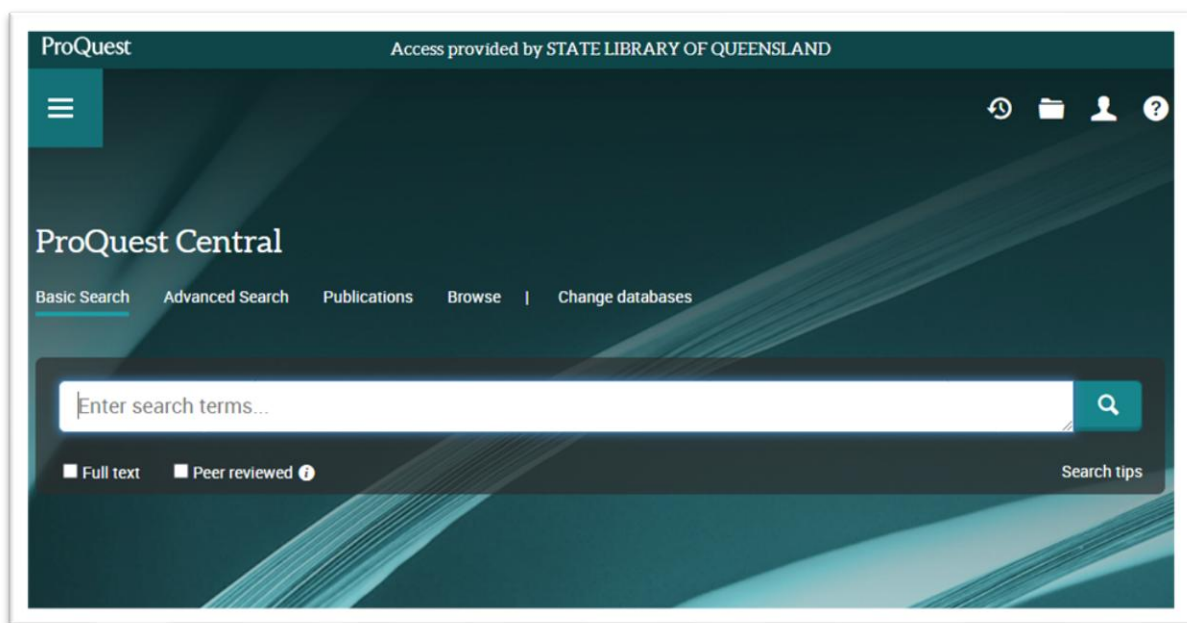 ProQuest Access provided by STATE LIBRARY OF QUEENSLAND
ProQuest Central
Basic Search Advanced Search Publications Browse | Change databases
Enter search terms...
Full text Peer reviewed Search tips